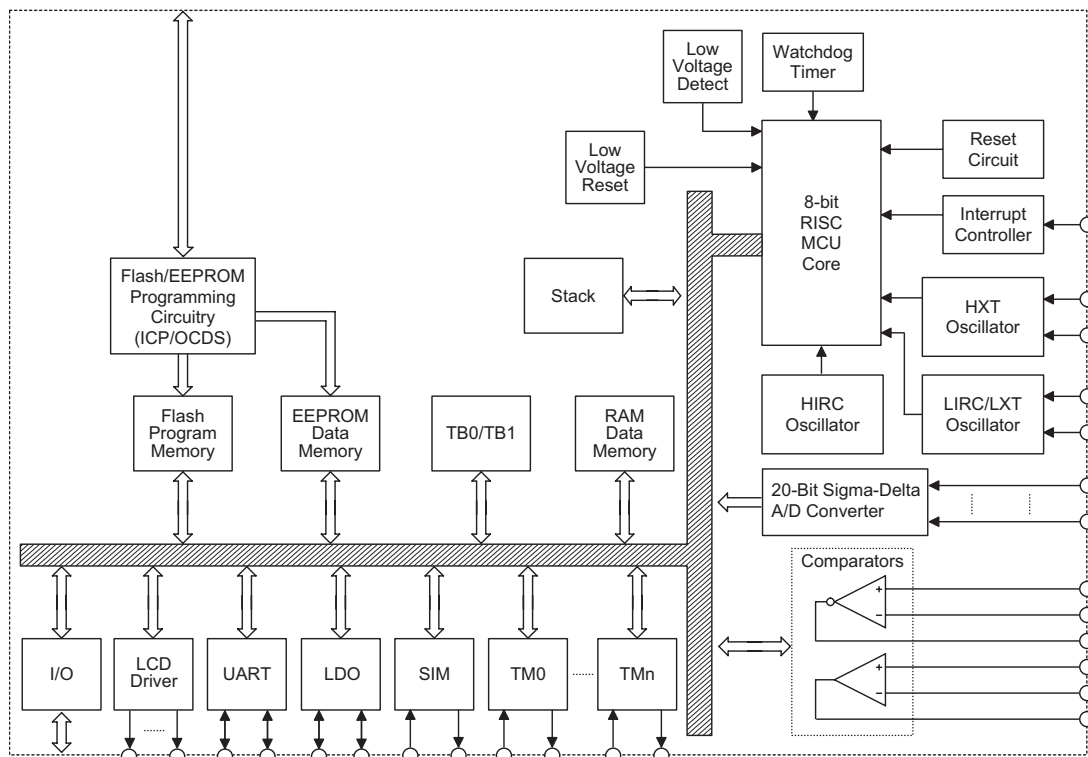 Low
Voltage
Detect
Watchdog
Timer
Low
Voltage
Reset
8-bit
RISC
MCU
Core
Reset
Circuit
Interrupt
Controller
Flash/EEPROM
Programming
Circuitry
(ICP/OCDS)
Stack
HXT
Oscillator
Flash
Program
Memory
EEPROM
Data
Memory
TB0/TB1
RAM
Data
Memory
HIRC
Oscillator
LIRC/LXT
Oscillator
20-Bit Sigma-Delta
A/D Converter
Comparators
+
−
+
−
I/O
LCD
Driver
UART
LDO
SIM
TM0
TMn